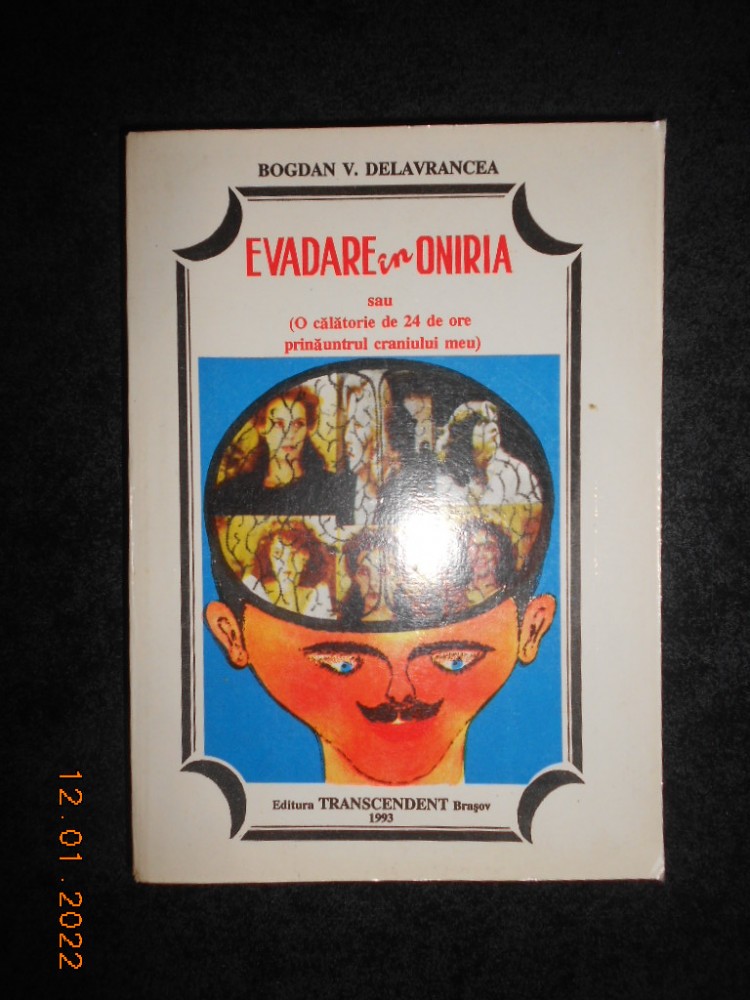 BOGDAN V. DELAVRANCEA
EVADARE în ONIRIA
sau
(O călătorie de 24 de ore
prinăuntrul craniului meu)
Editura TRANSCENDENT Braşov
1993
12.01.2022